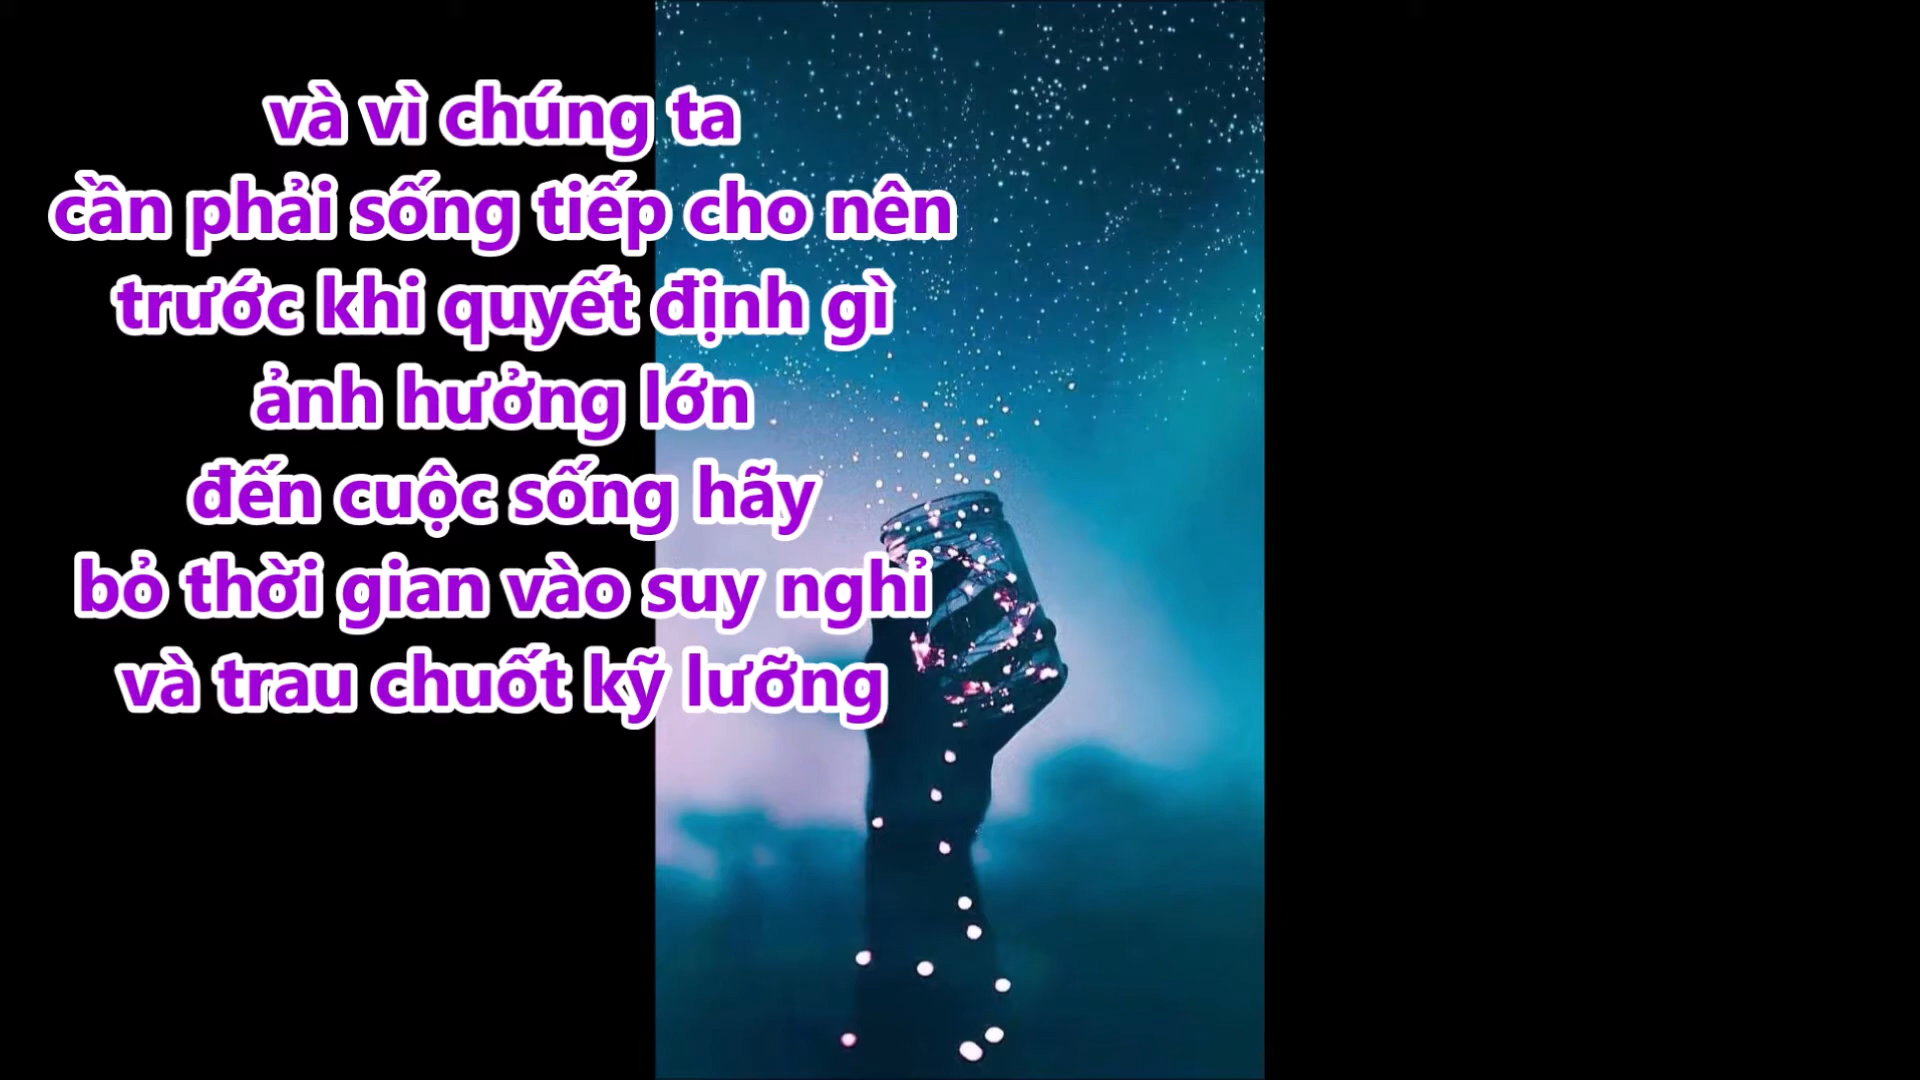 và vì chúng ta
cần phải sống tiếp cho nên
trước khi quyết định gì
ảnh hưởng lớn
đến cuộc sống hãy
bỏ thời gian vào suy nghỉ
và trau chuốt kỹ lưỡng